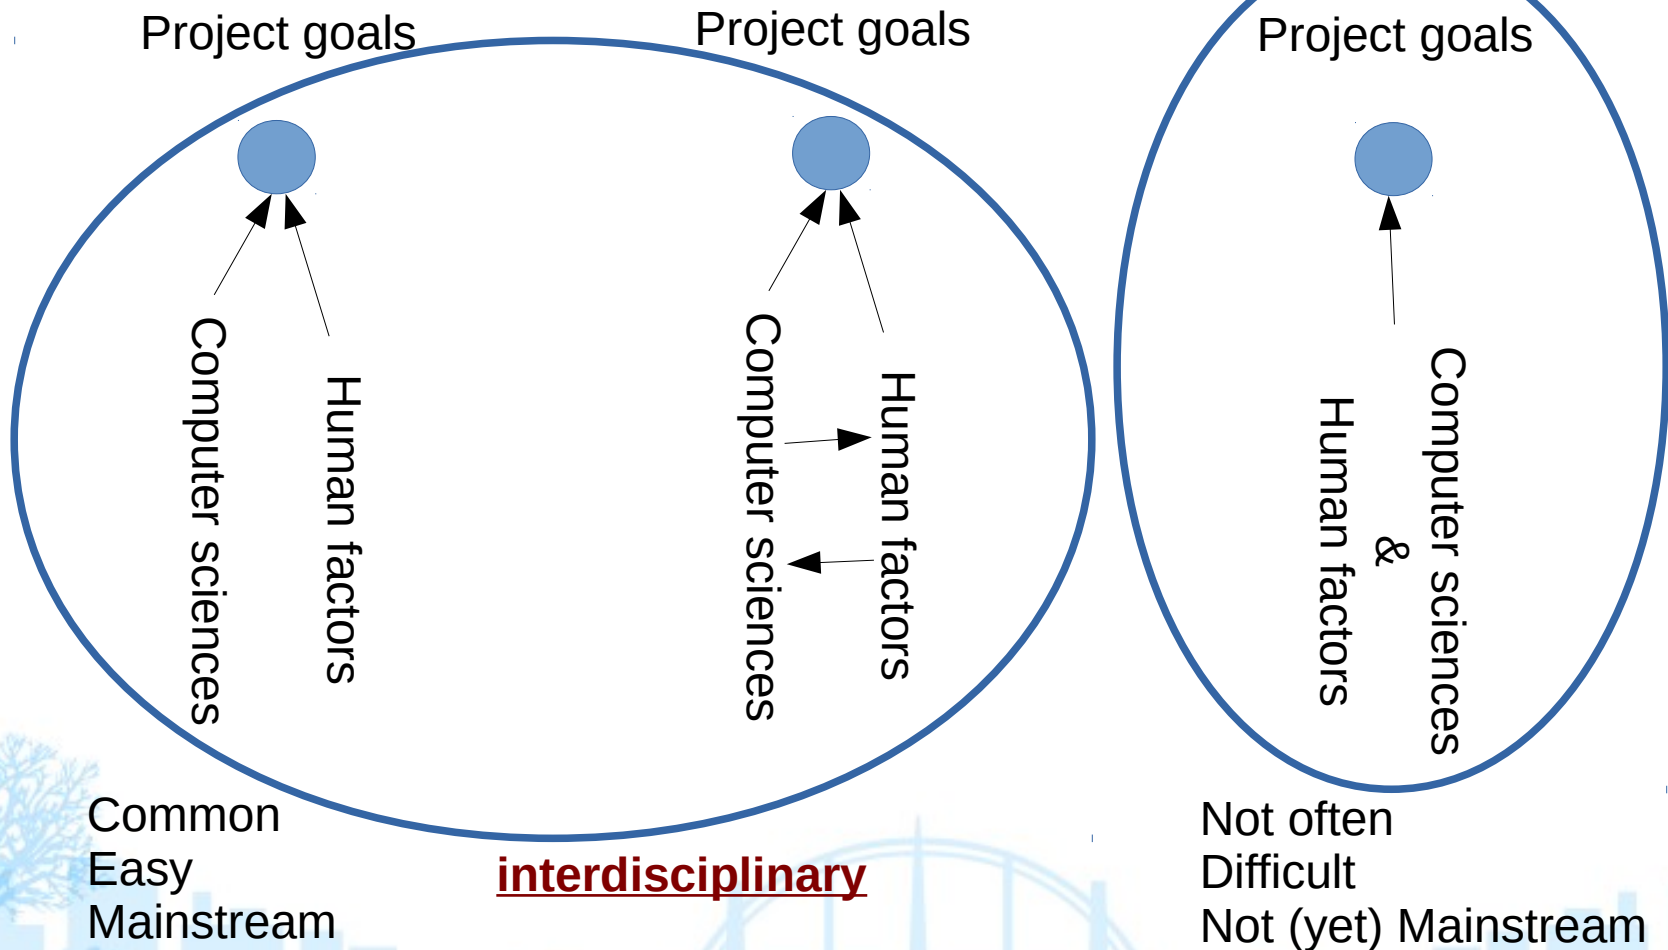 Project goals
Project goals
Project goals
Computer sciences
Human factors
Computer sciences
Human factors
Computer sciences
&
Human factors
Common
Easy
Mainstream
interdisciplinary
Not often
Difficult
Not (yet) Mainstream